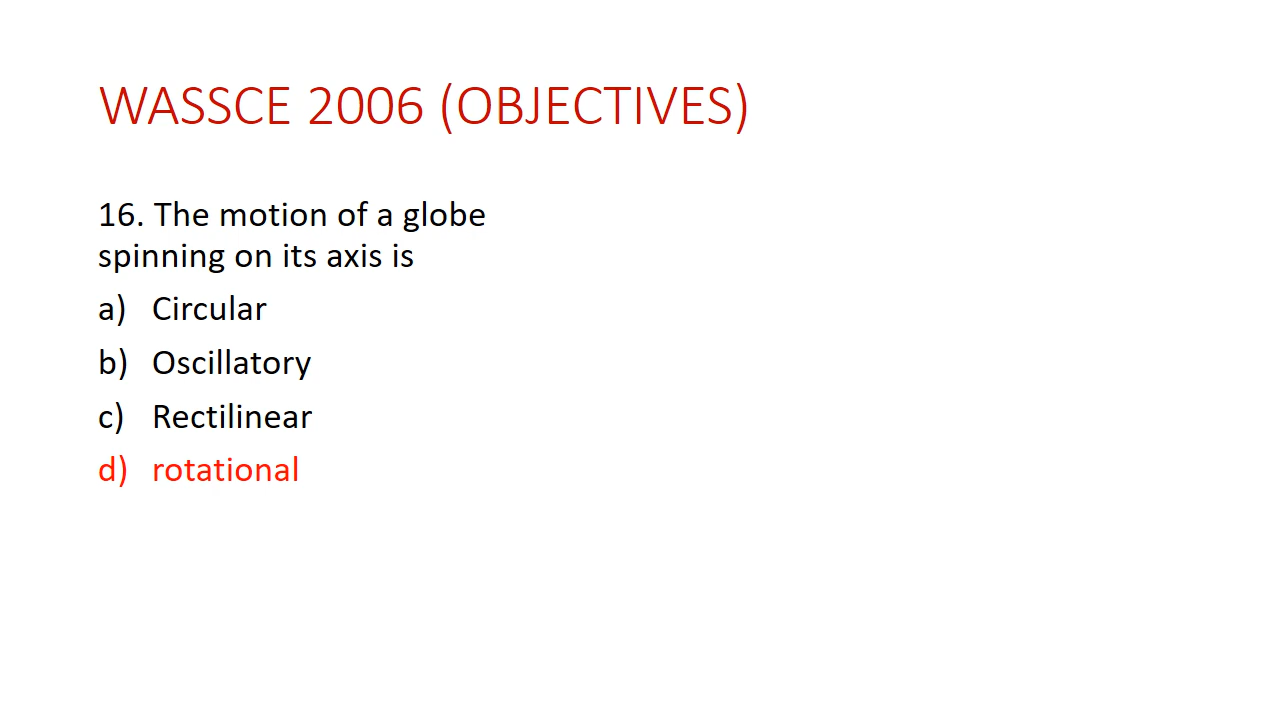 WASSCE 2006 (OBJECTIVES)
16. The motion of a globe
spinning on its axis is
a) Circular
b) Oscillatory
c) Rectilinear
d) rotational